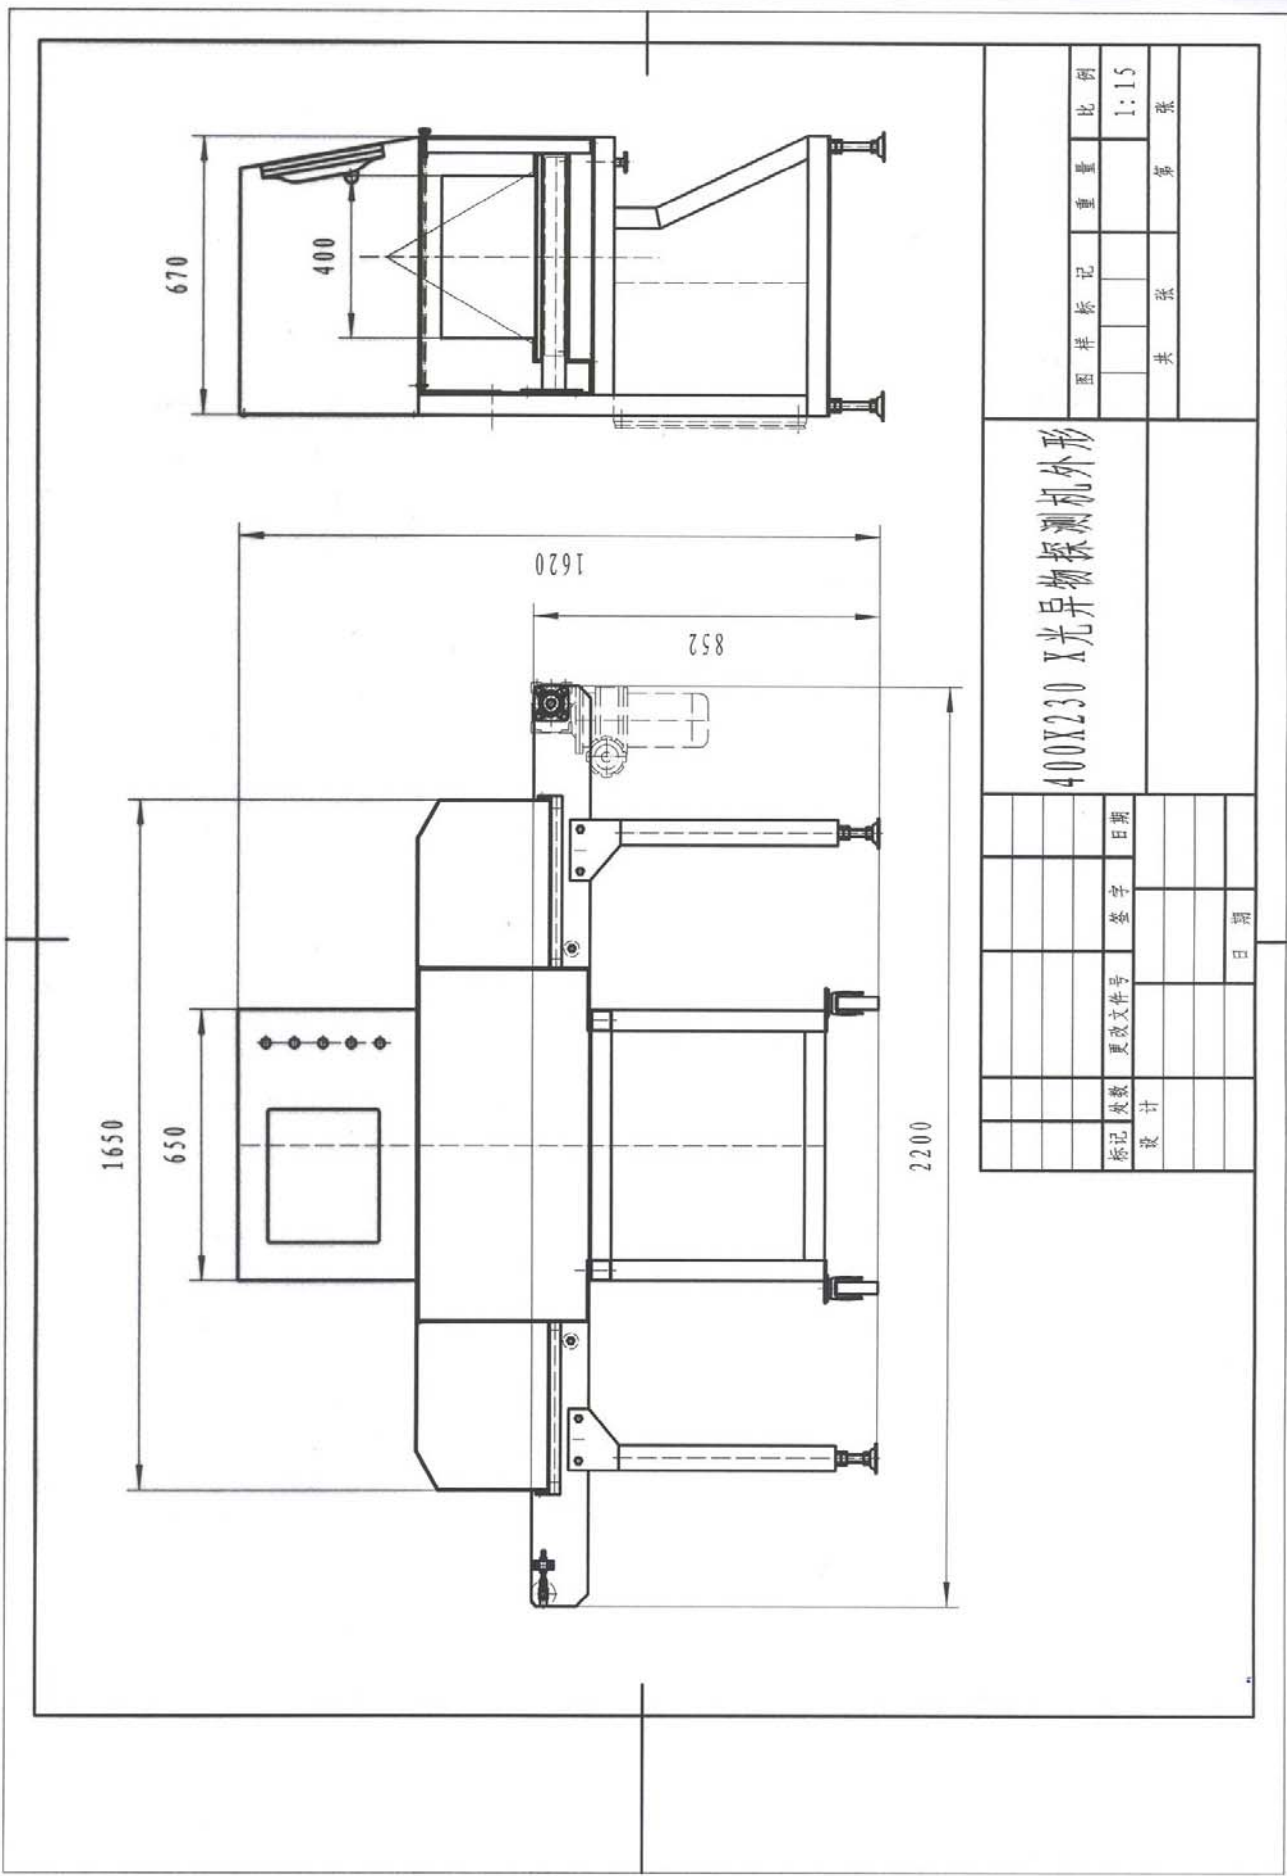 670
400
1650
650
1620
852
2200
400X230 X光异物探测机外形
标记 处数 更改文件号 签字 日期
设 计
日 期
图 样 标 记 重 量 比 例
1:15
共 张 第 张